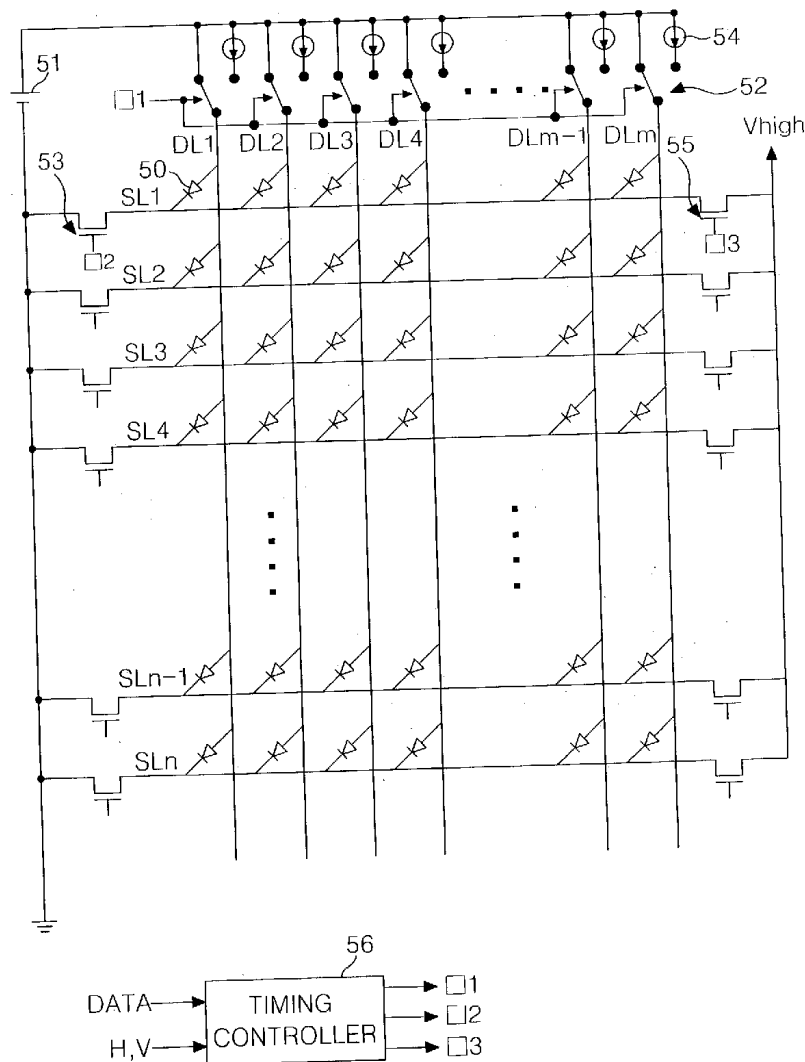 51
54
□1
52
DL1 DL2 DL3 DL4 DLm-1 DLm
Vhigh
53
50
55
SL1
□2
□3
SL2
SL3
SL4
SLn-1
SLn
56
DATA
TIMING
CONTROLLER
H,V
□1
□2
□3